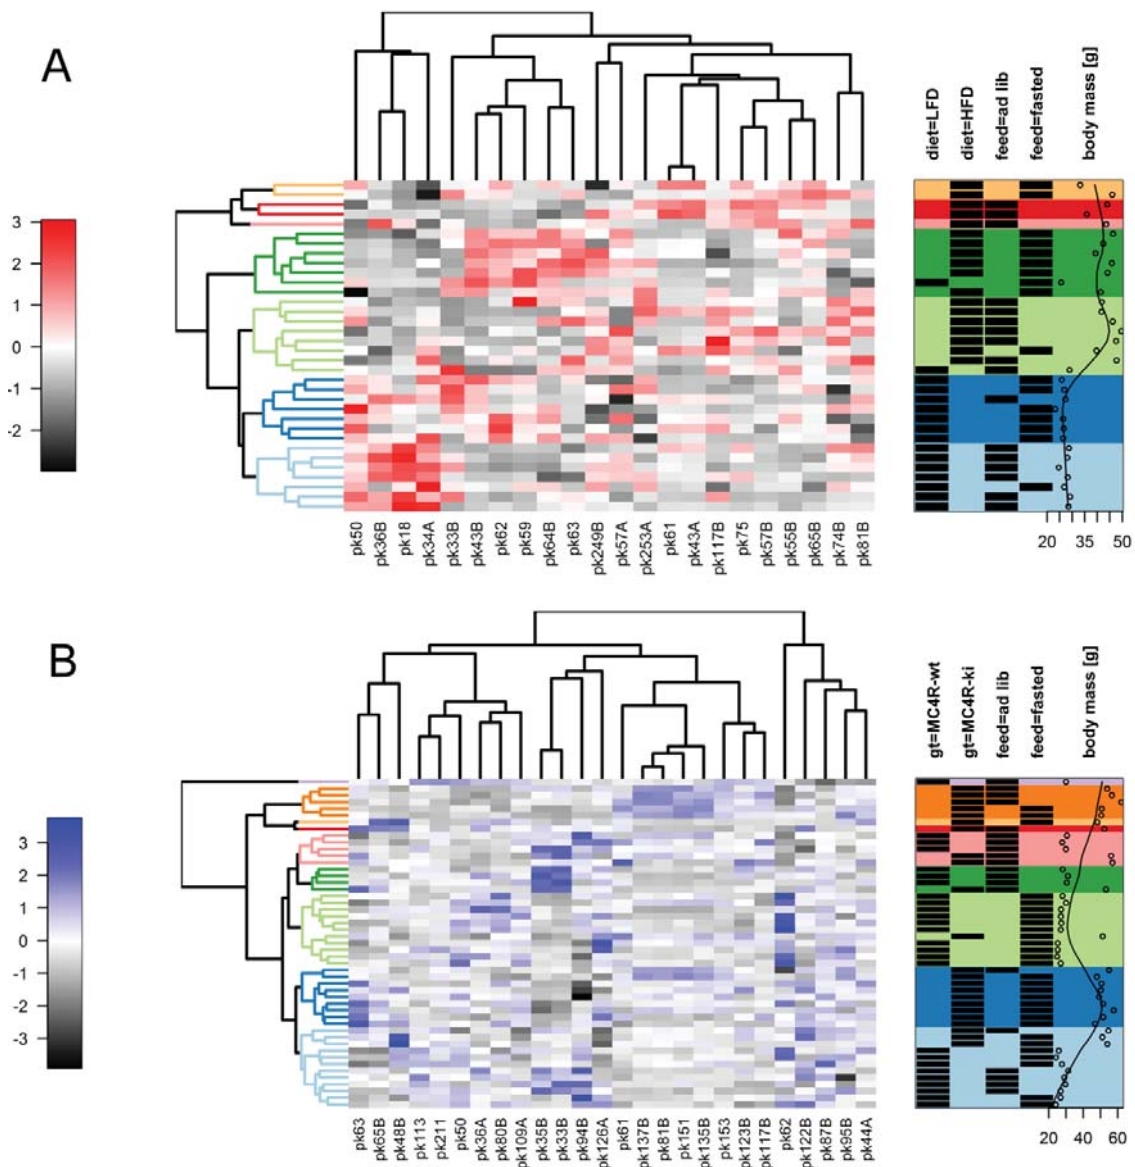 A
diet=LFD
diet=HFD
feed=ad lib
feed=fasted
body mass [g]
3
2
1
0
-1
-2
pk50
pk36B
pk18
pk34A
pk33B
pk43B
pk62
pk59
pk64B
pk63
pk249B
pk57A
pk253A
pk61
pk43A
pk117B
pk75
pk57B
pk55B
pk65B
pk74B
pk81B
20 35 50
B
gt=MC4R-wt
gt=MC4R-ki
feed=ad lib
feed=fasted
body mass [g]
3
2
1
0
-1
-2
-3
pk63
pk65B
pk48B
pk113
pk211
pk50
pk36A
pk80B
pk109A
pk35B
pk33B
pk94B
pk126A
pk61
pk137B
pk81B
pk151
pk135B
pk153
pk123B
pk117B
pk62
pk122B
pk87B
pk95B
pk44A
20 40 60